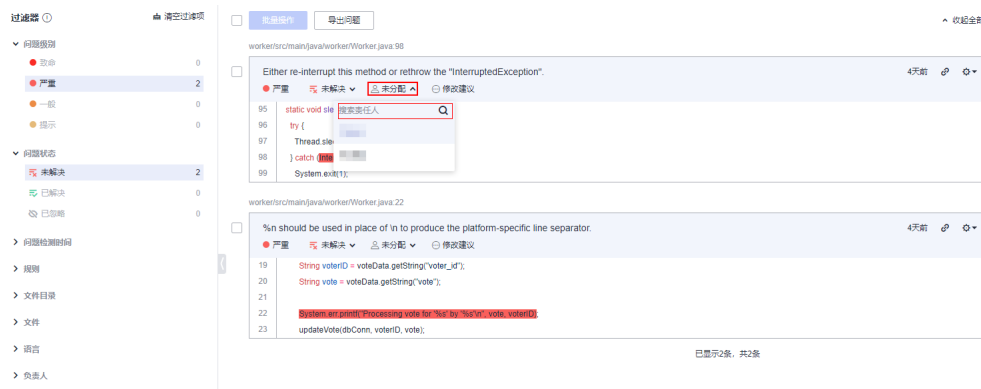 过滤器
清空过滤项
问题级别
致命 0
严重 2
一般 0
提示 0
问题状态
未解决 2
已解决 0
已忽略 0
问题检测时间
规则
文件目录
文件
语言
负责人
批量操作 导出问题
收起全部
worker/src/main/java/worker/Worker.java:98
Either re-interrupt this method or rethrow the "InterruptedException".
4天前
严重 未解决 未分配 修改建议
搜索责任人
95 static void sle
96 try {
97 Thread.slee
98 } catch (Inte
99 System.exit(1);
worker/src/main/java/worker/Worker.java:22
%n should be used in place of \n to produce the platform-specific line separator.
4天前
严重 未解决 未分配 修改建议
19 String voterID = voteData.getString("voter_id");
20 String vote = voteData.getString("vote");
21
22 System.err.printf("Processing vote for '%s' by '%s'\n", vote, voterID);
23 updateVote(dbConn, voterID, vote);
已显示2条，共2条